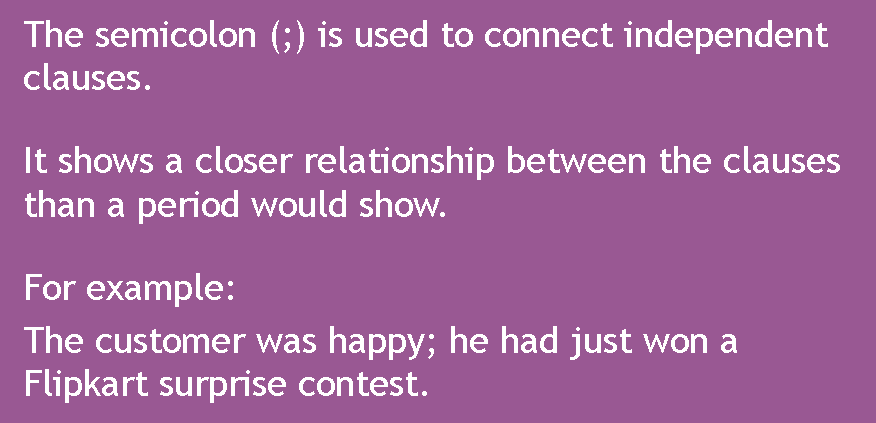 The semicolon (;) is used to connect independent
clauses.
It shows a closer relationship between the clauses
than a period would show.
For example:
The customer was happy; he had just won a
Flipkart surprise contest.